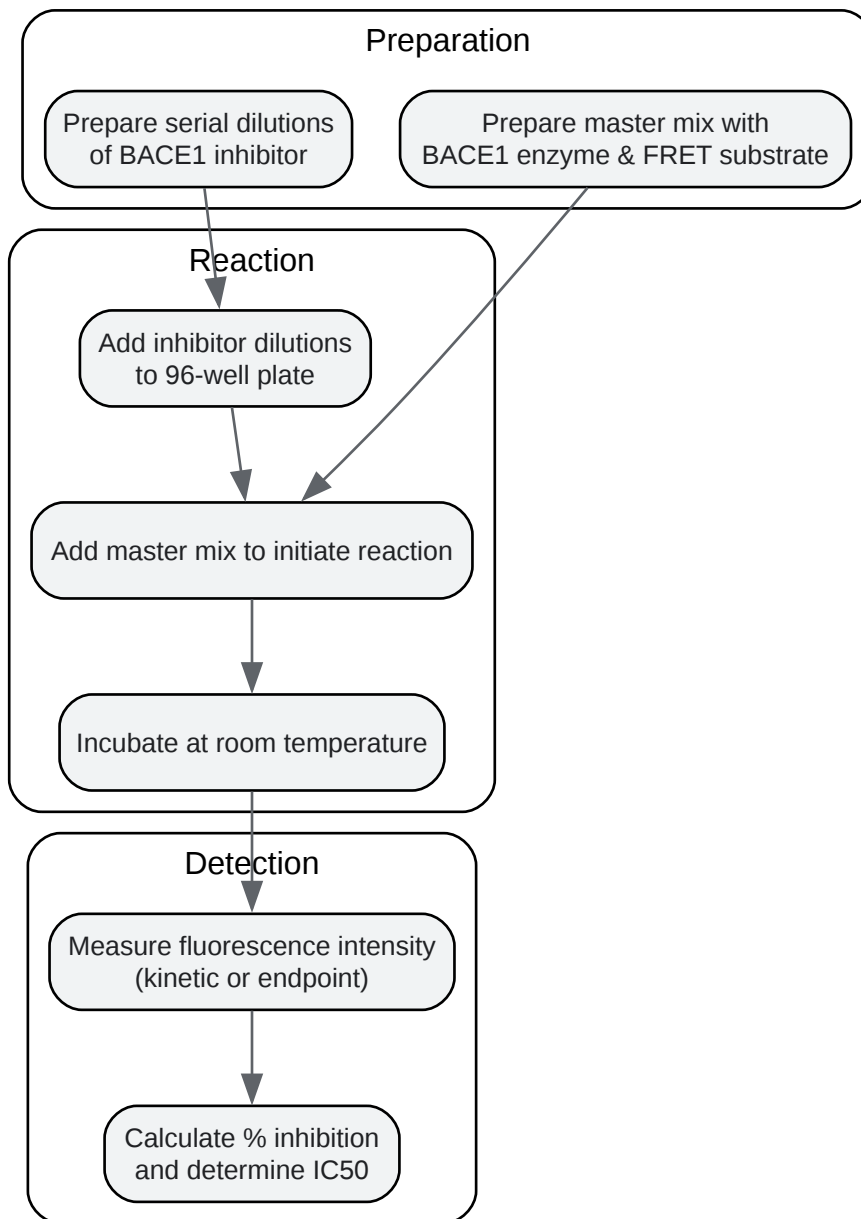 Preparation
Prepare serial dilutions
of BACE1 inhibitor
Prepare master mix with
BACE1 enzyme & FRET substrate
Reaction
Add inhibitor dilutions
to 96-well plate
Add master mix to initiate reaction
Incubate at room temperature
Detection
Measure fluorescence intensity
(kinetic or endpoint)
Calculate % inhibition
and determine IC50